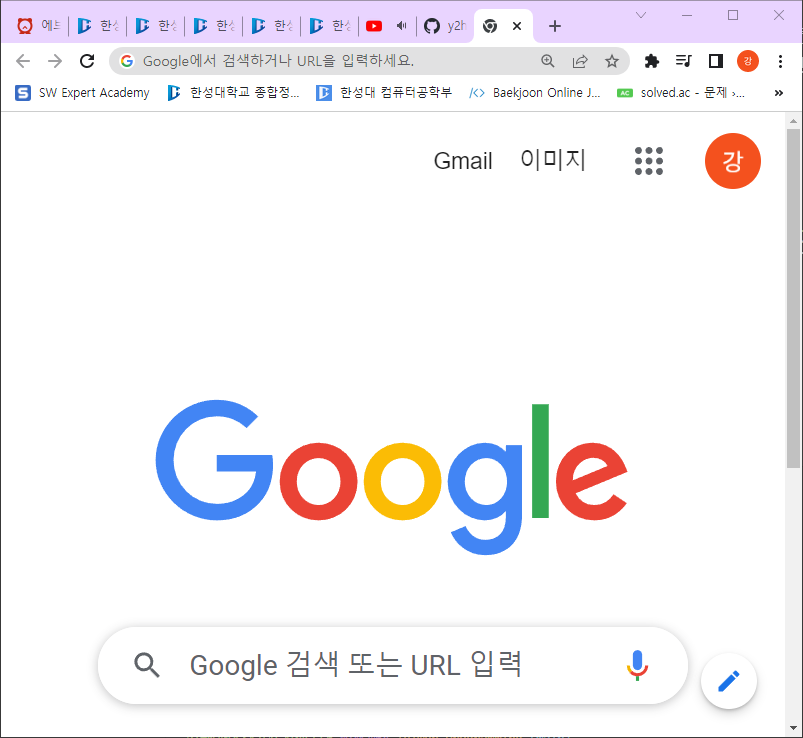 에브
한성
한성
한성
한성
한성
y2h
Google에서 검색하거나 URL을 입력하세요.
강
SW Expert Academy
한성대학교 종합정...
한성대 컴퓨터공학부
Baekjoon Online J...
AC
solved.ac - 문제 ›...
»
Gmail
이미지
강
Google
Google 검색 또는 URL 입력